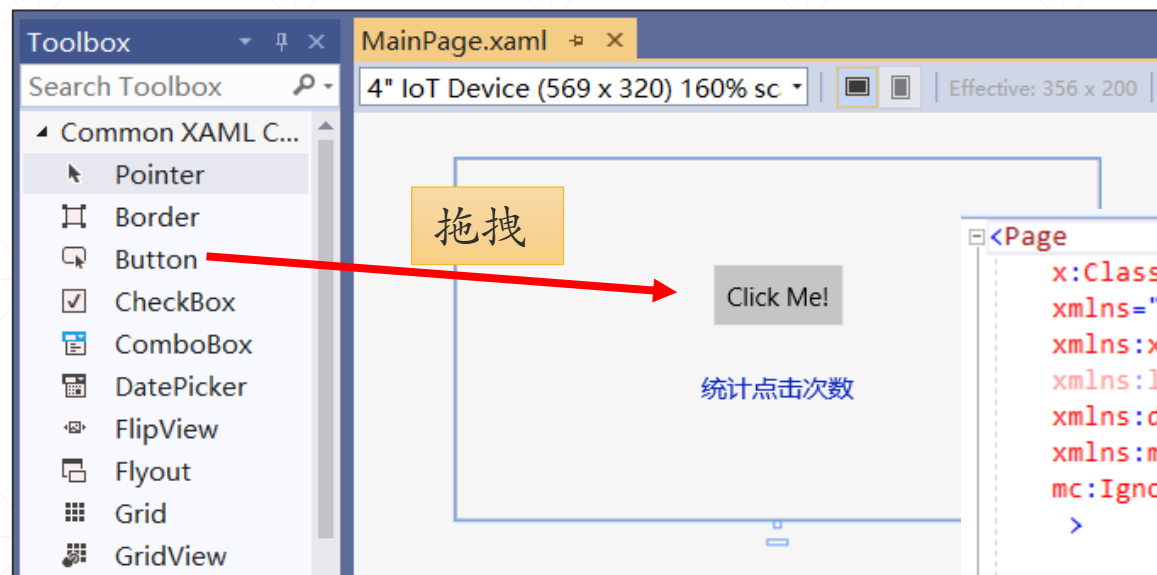 Toolbox
Search Toolbox
Common XAML C...
Pointer
Border
Button
CheckBox
ComboBox
DatePicker
FlipView
Flyout
Grid
GridView
MainPage.xaml
4" IoT Device (569 x 320) 160% sc
Effective: 356 x 200
拖拽
Click Me!
统计点击次数
<Page
x:Class
xmlns="
xmlns:x
xmlns:l
xmlns:d
xmlns:m
mc:Igno
>